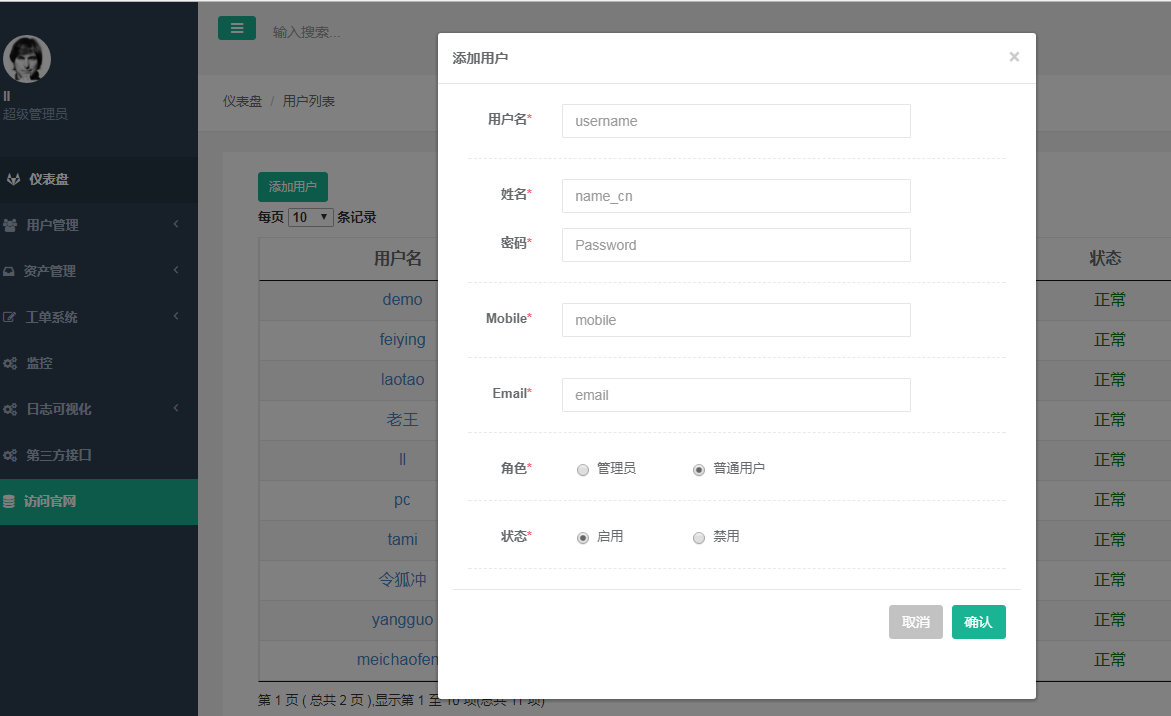 ll
超级管理员
仪表盘
用户管理
资产管理
工单系统
监控
日志可视化
第三方接口
访问官网
输入搜索...
仪表盘 / 用户列表
添加用户
每页 10 条记录
用户名 状态
demo 正常
feiying 正常
laotao 正常
老王 正常
ll 正常
pc 正常
tami 正常
令狐冲 正常
yangguo 正常
meichaofen 正常
第 1 页 ( 总共 2 页 ),显示第 1 至 10 项(总共 11 项)
添加用户 ×
用户名* username
姓名* name_cn
密码* Password
Mobile* mobile
Email* email
角色* 管理员 普通用户
状态* 启用 禁用
取消 确认